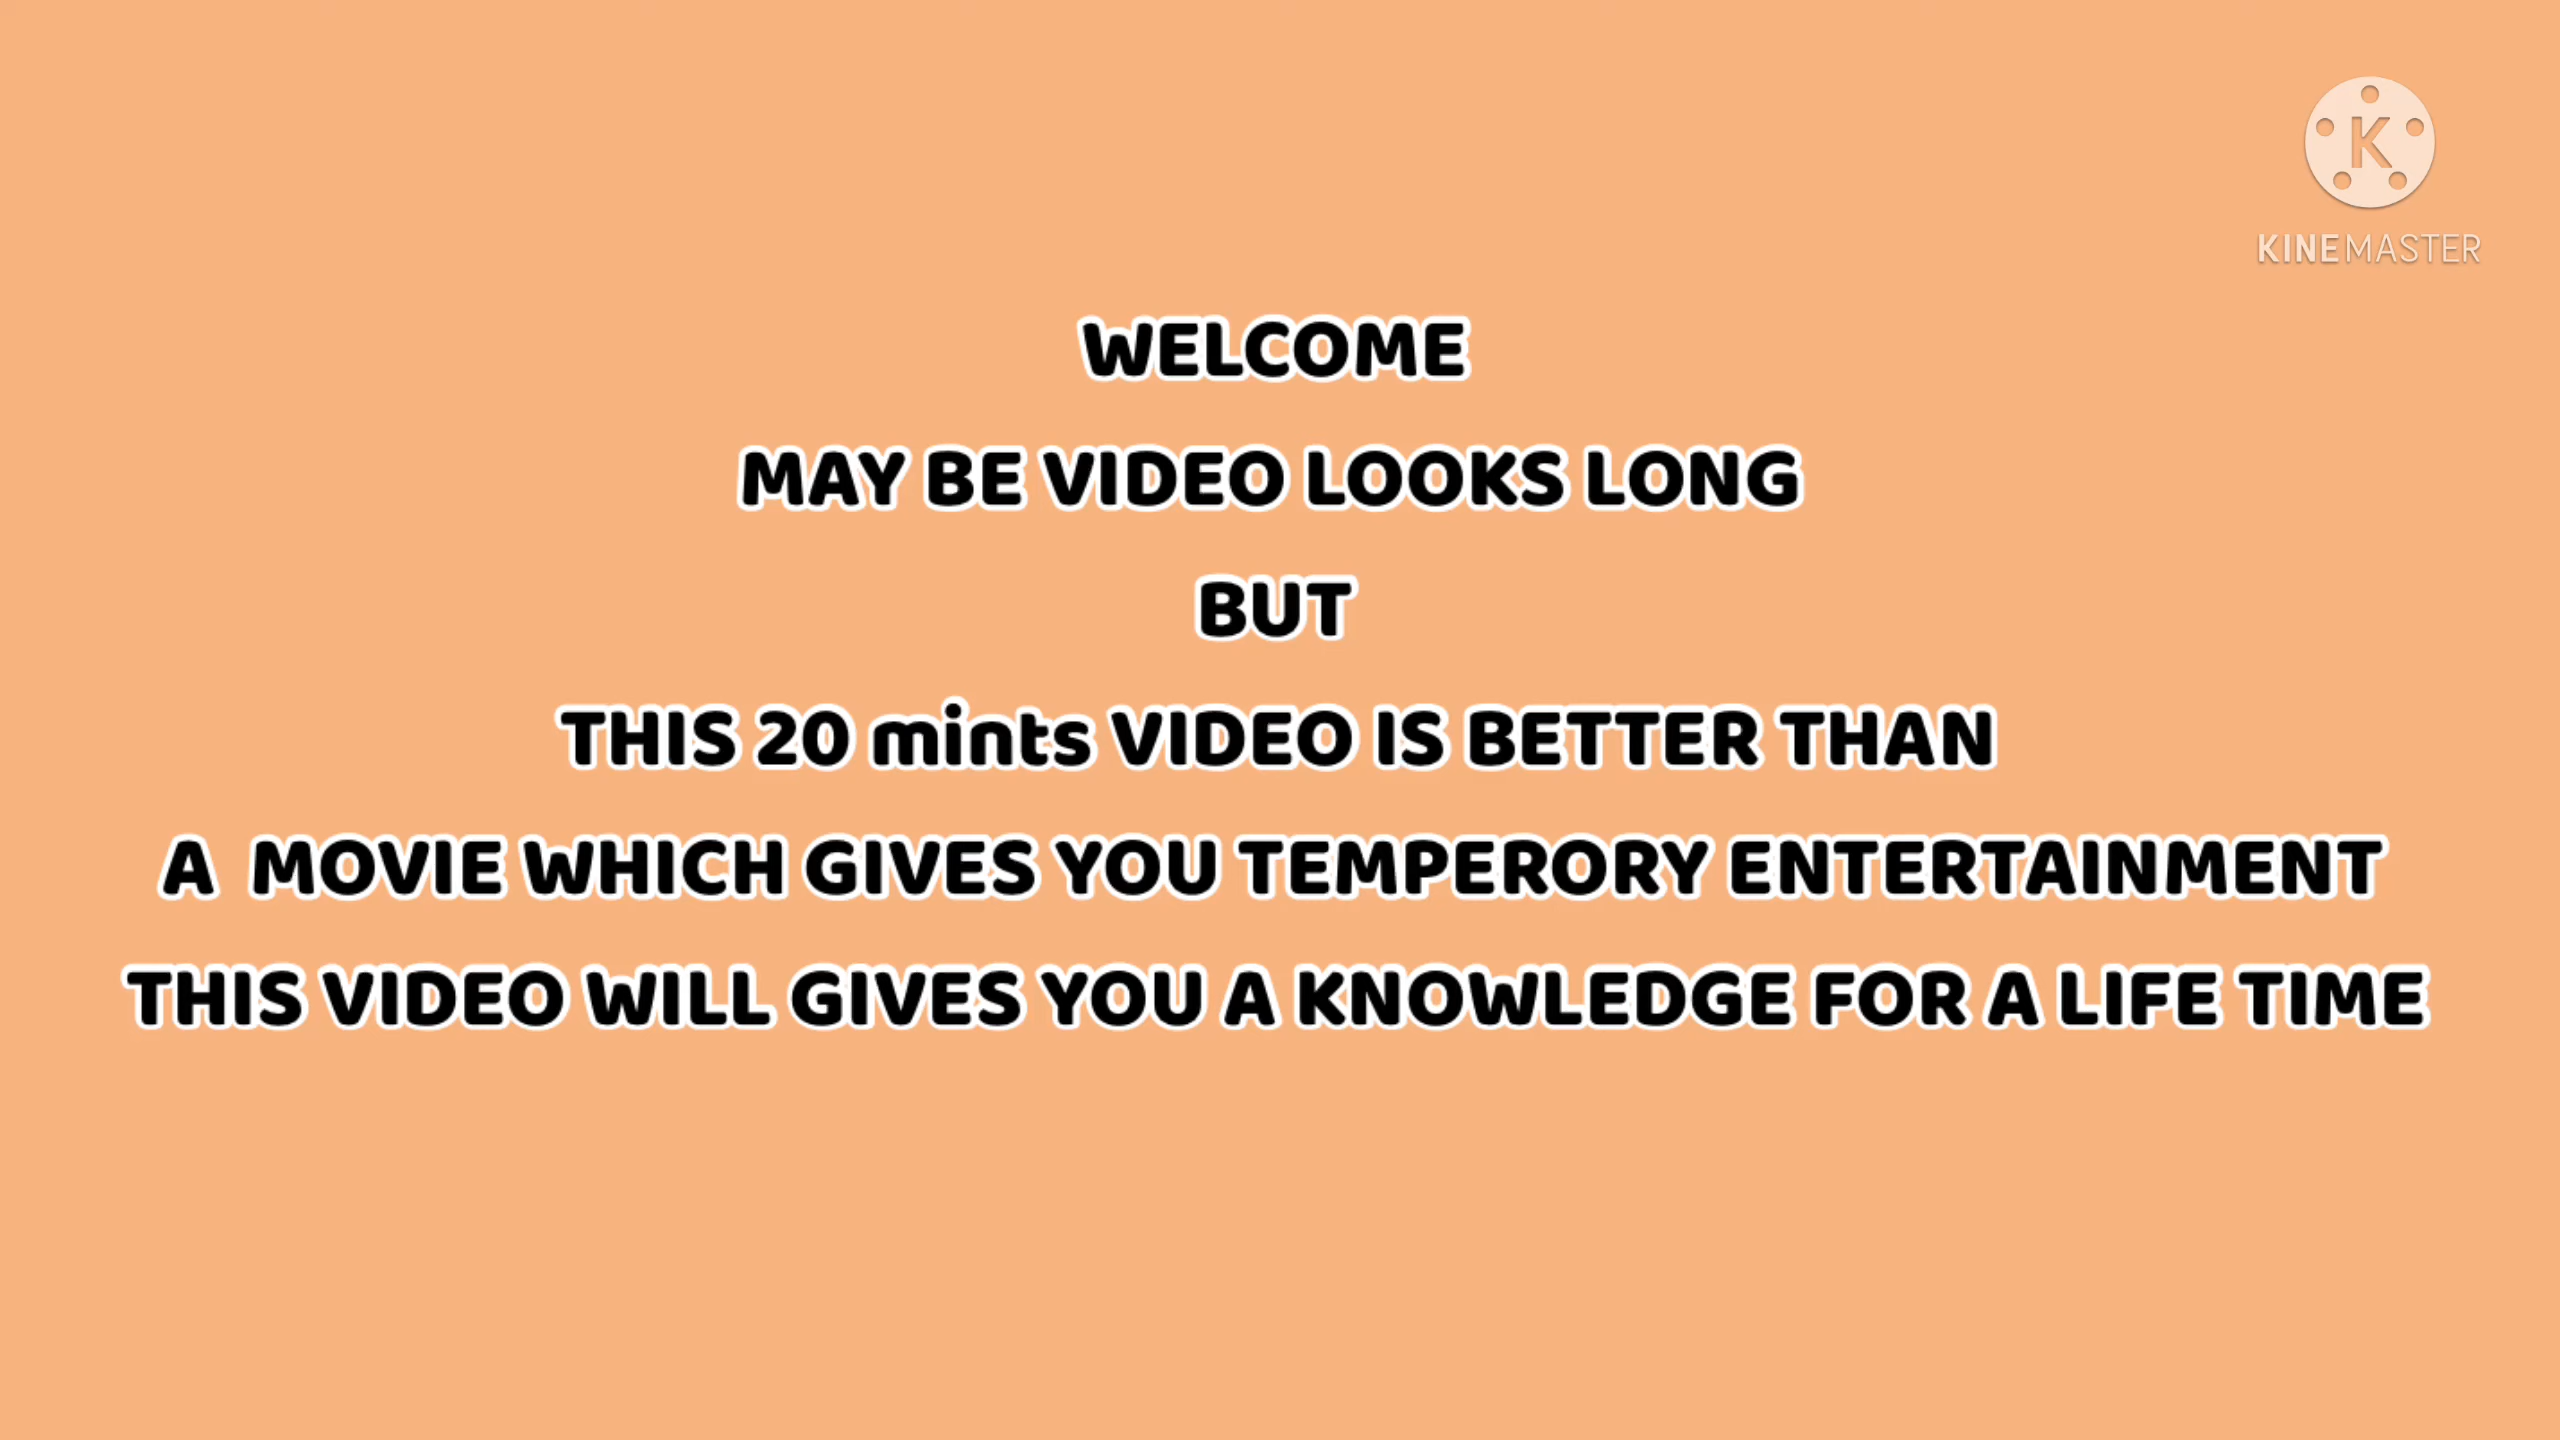 K
KINEMASTER
WELCOME
MAY BE VIDEO LOOKS LONG
BUT
THIS 20 mints VIDEO IS BETTER THAN
A MOVIE WHICH GIVES YOU TEMPERORY ENTERTAINMENT
THIS VIDEO WILL GIVES YOU A KNOWLEDGE FOR A LIFE TIME